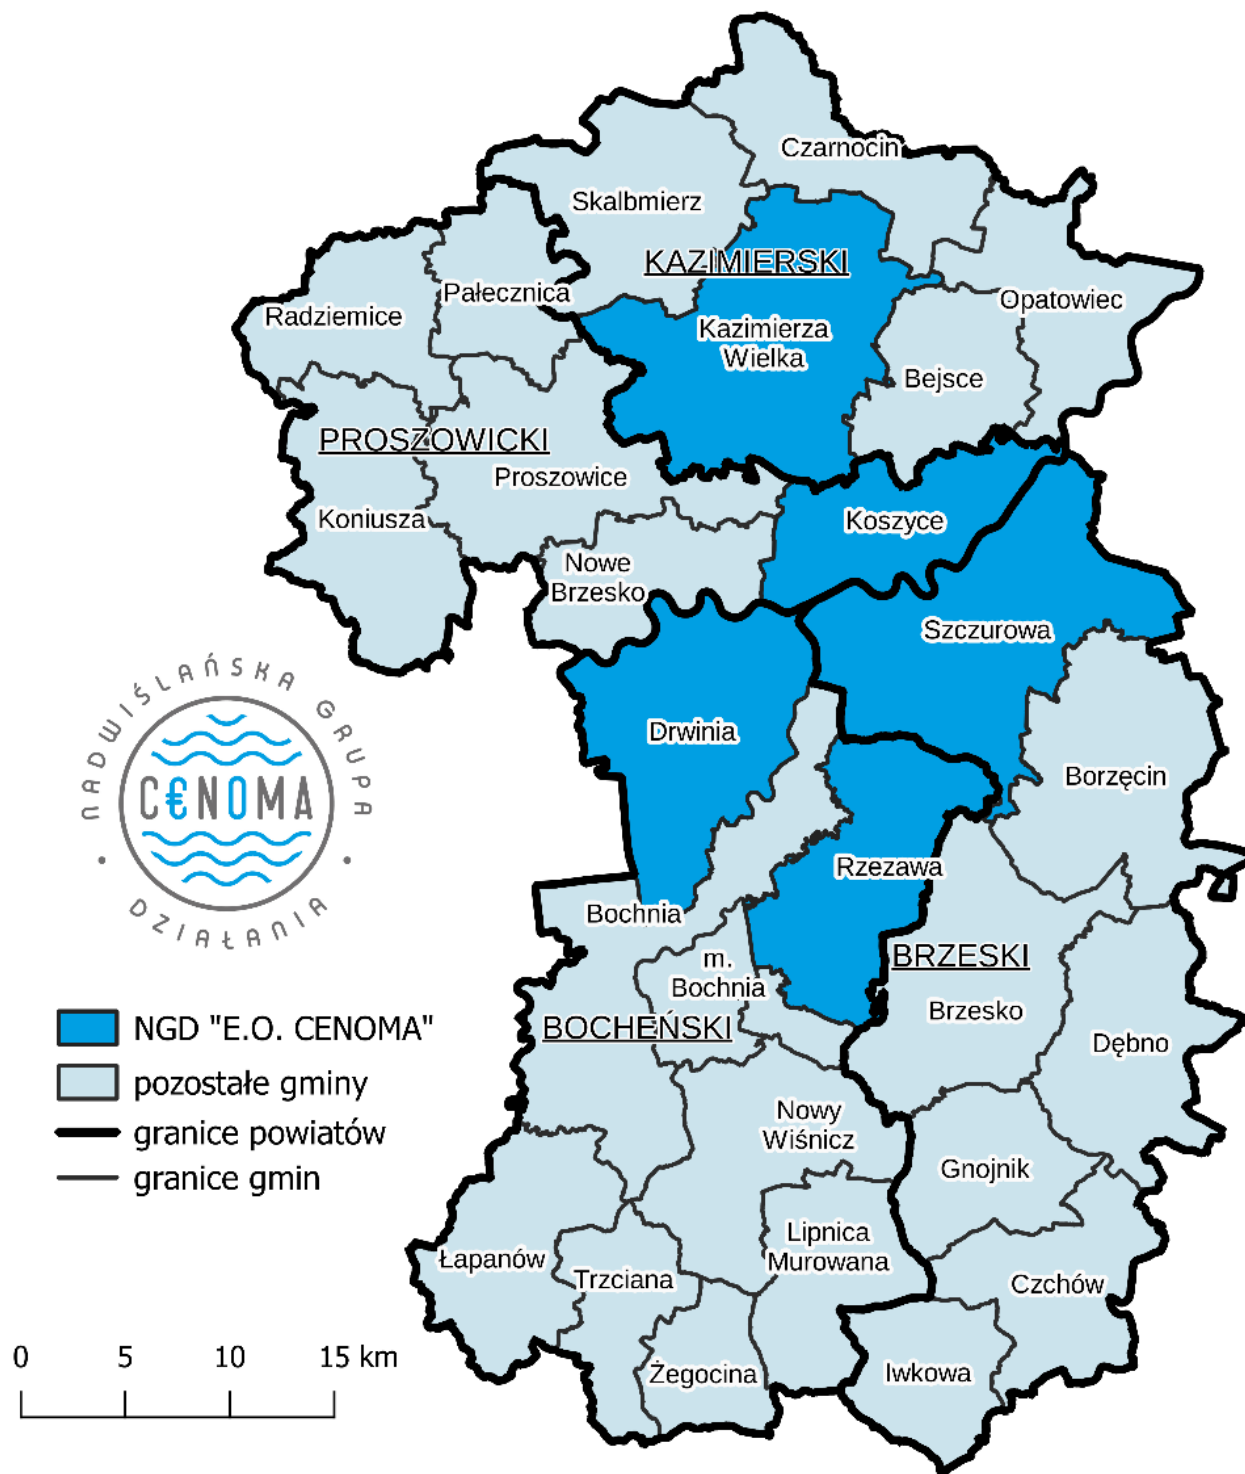 Czarnocin
Skalbmierz
KAZIMIERSKI
Pałecznica
Radziemice
Opatowiec
Kazimierza
Wielka
Bejsce
PROSZOWICKI
Proszowice
Koniusza
Koszyce
Nowe
Brzesko
Szczurowa
Drwinia
Borzęcin
Rzezawa
Bochnia
m.
Bochnia
BRZESKI
Brzesko
BOCHEŃSKI
Dębno
Nowy
Wiśnicz
Gnojnik
Lipnica
Murowana
Łapanów
Trzciana
Czchów
Żegocina
Iwkowa
NADWIŚLAŃSKA GRUPA
C€NOMA
• DZIAŁANIA •
NGD "E.O. CENOMA"
pozostałe gminy
granice powiatów
granice gmin
0 5 10 15 km